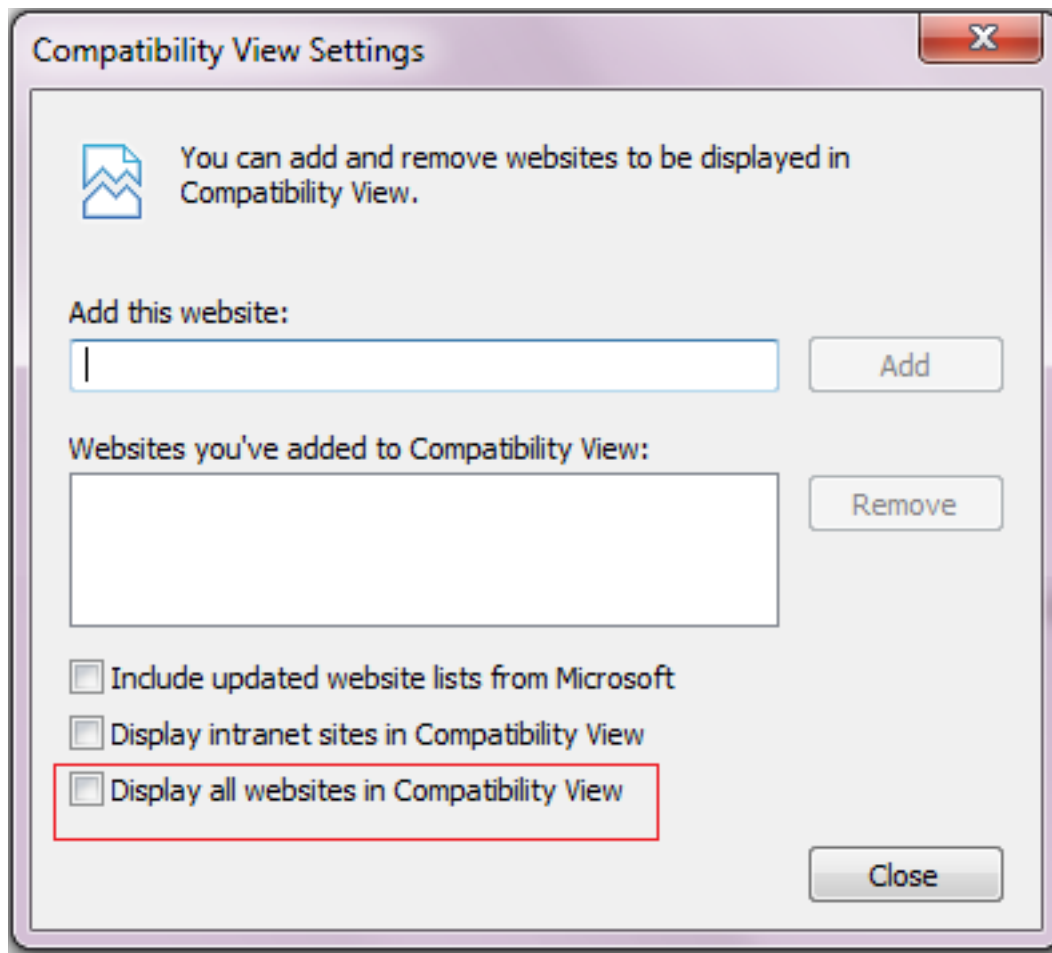 Compatibility View Settings
You can add and remove websites to be displayed in
Compatibility View.
Add this website:
Add
Websites you've added to Compatibility View:
Remove
Include updated website lists from Microsoft
Display intranet sites in Compatibility View
Display all websites in Compatibility View
Close